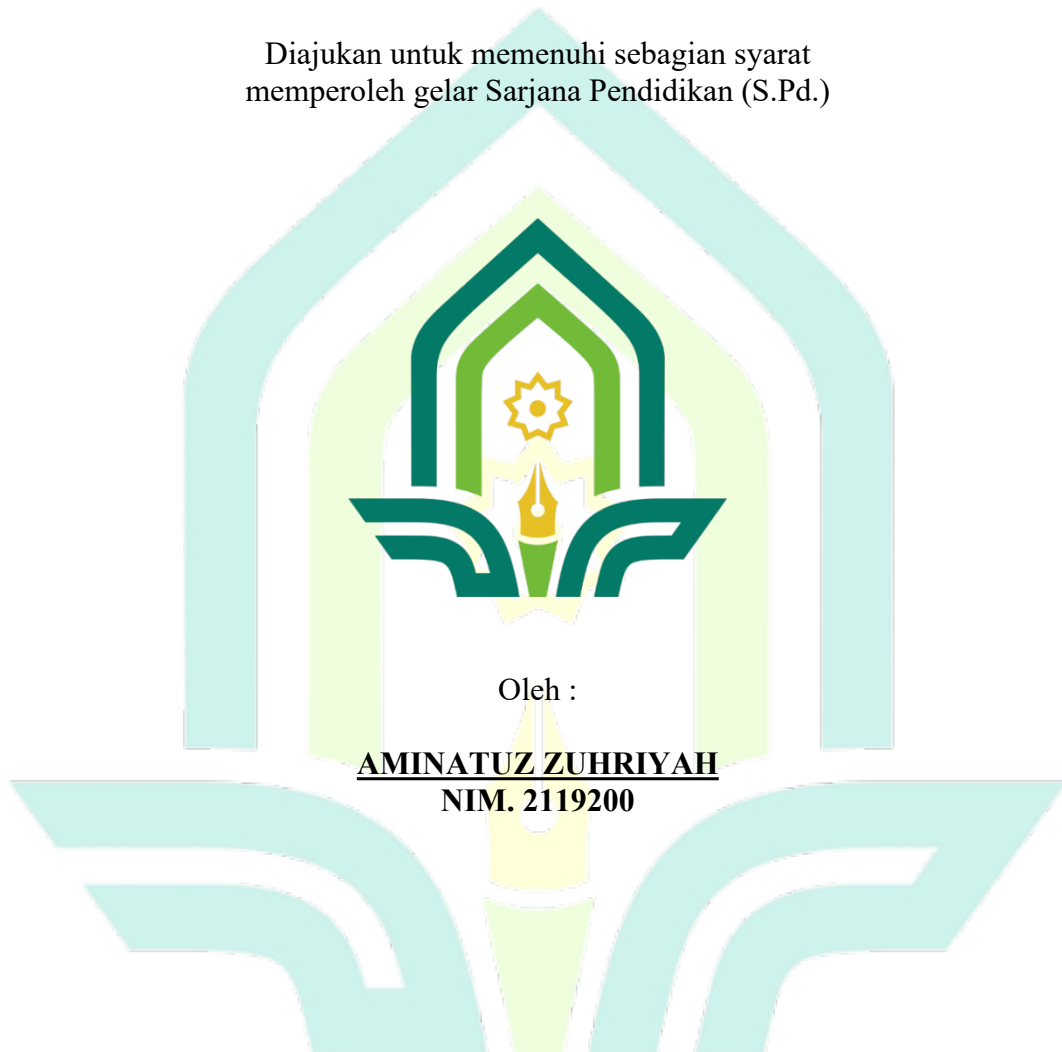 Diajukan untuk memenuhi sebagian syarat
memperoleh gelar Sarjana Pendidikan (S.Pd.)
Oleh :
AMINATUZ ZUHRIYAH
NIM. 2119200